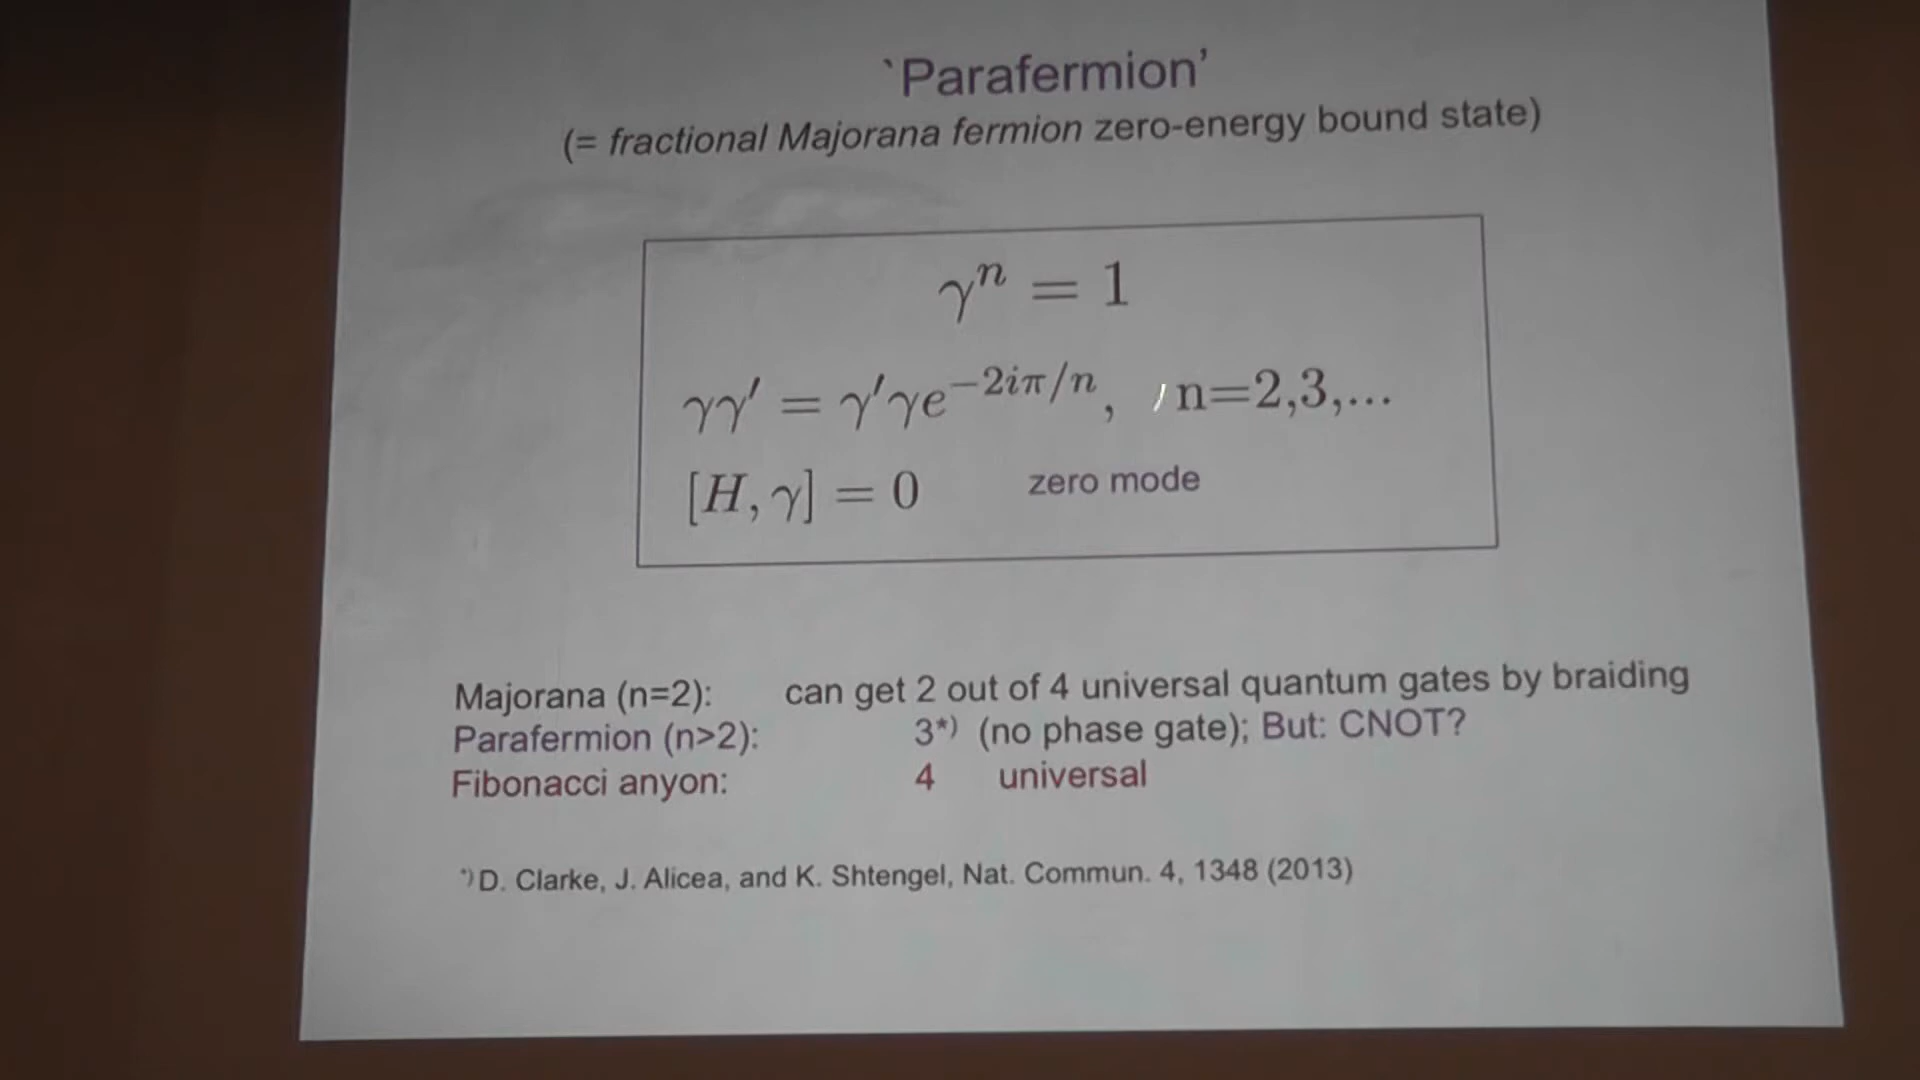 `Parafermion'
(= fractional Majorana fermion zero-energy bound state)
γⁿ = 1
γγ′ = γ′γe^{−2iπ/n}, n=2,3,...
[H, γ] = 0 zero mode
Majorana (n=2): can get 2 out of 4 universal quantum gates by braiding
Parafermion (n>2): 3*) (no phase gate); But: CNOT?
Fibonacci anyon: 4 universal
*) D. Clarke, J. Alicea, and K. Shtengel, Nat. Commun. 4, 1348 (2013)